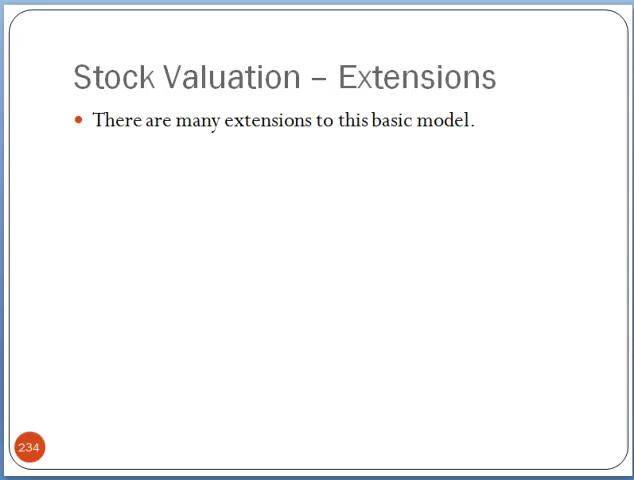 Stock Valuation – Extensions
There are many extensions to this basic model.
234